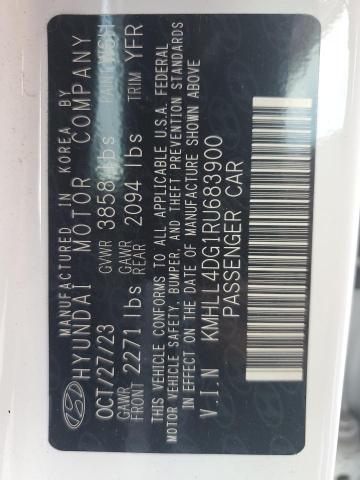 MANUFACTURED IN KOREA BY
HYUNDAI MOTOR COMPANY
OCT/27/23 GVWR 3858 lbs PAINT
GAWR FRONT 2271 lbs GAWR REAR 2094 lbs TRIM YFR
THIS VEHICLE CONFORMS TO ALL APPLICABLE U.S.A. FEDERAL
MOTOR VEHICLE SAFETY, BUMPER, AND THEFT PREVENTION STANDARDS
IN EFFECT ON THE DATE OF MANUFACTURE SHOWN ABOVE
V.I.N KMHLL4DG1RU683900
PASSENGER CAR